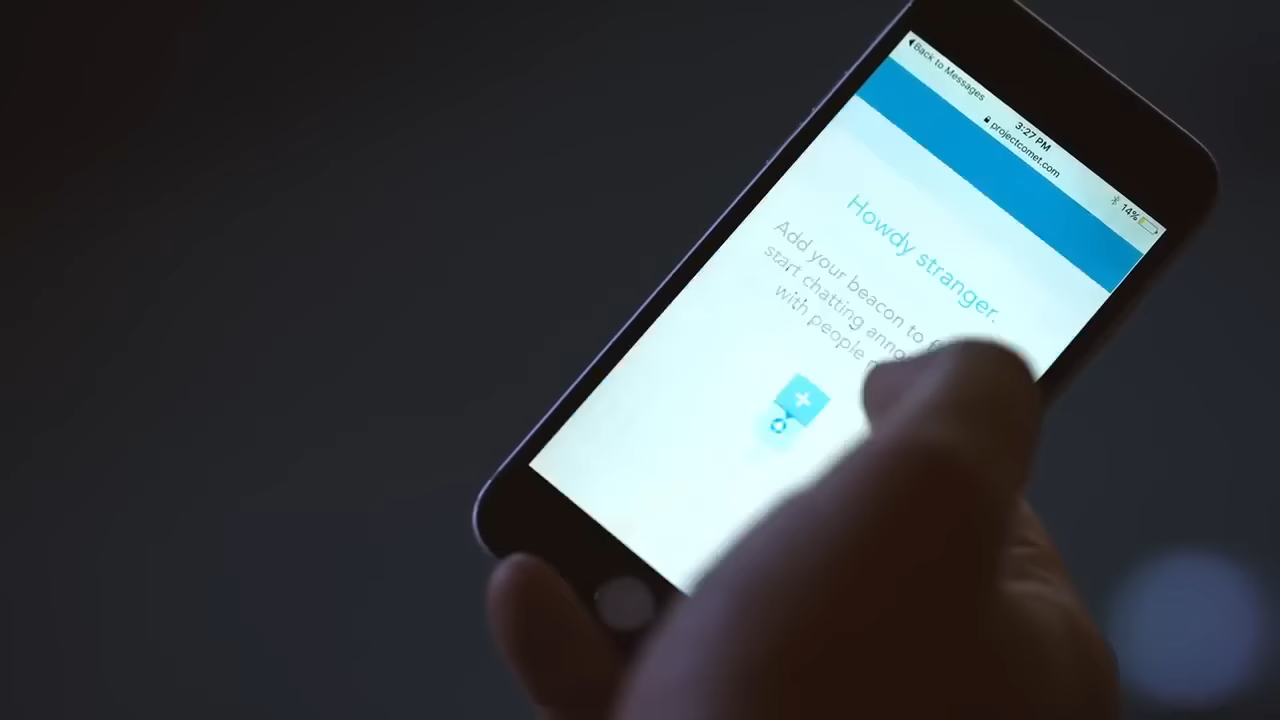 Back to Messages
3:27 PM
14%
projectcomet.com
Howdy stranger.
Add your beacon to
start chatting
with people